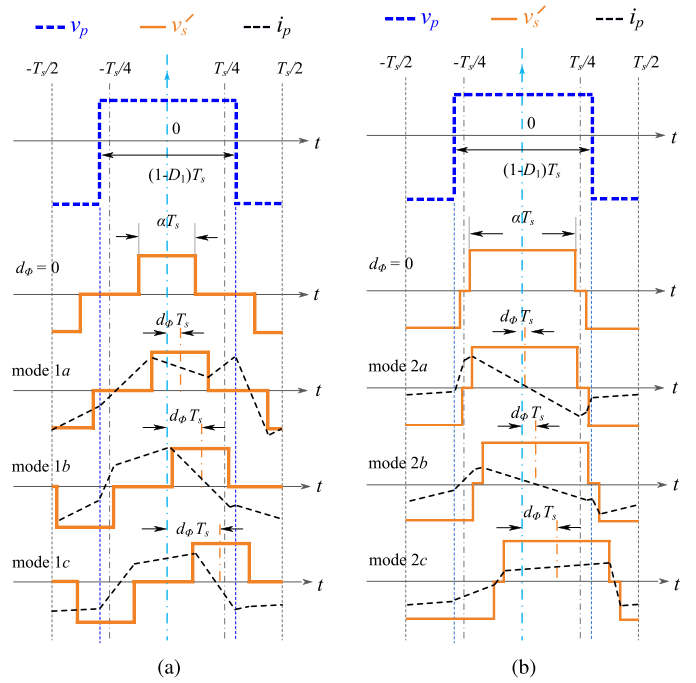 v_p v_s′ i_p v_p v_s′ i_p
-T_s/2 -T_s/4 T_s/4 T_s/2 -T_s/2 -T_s/4 T_s/4 T_s/2
0 t 0 t
(1-D_1)T_s (1-D_1)T_s
αT_s αT_s
d_Φ = 0 t d_Φ = 0 t
d_Φ T_s d_Φ T_s
mode 1a t mode 2a t
d_Φ T_s d_Φ T_s
mode 1b t mode 2b t
d_Φ T_s d_Φ T_s
mode 1c t mode 2c t
(a) (b)